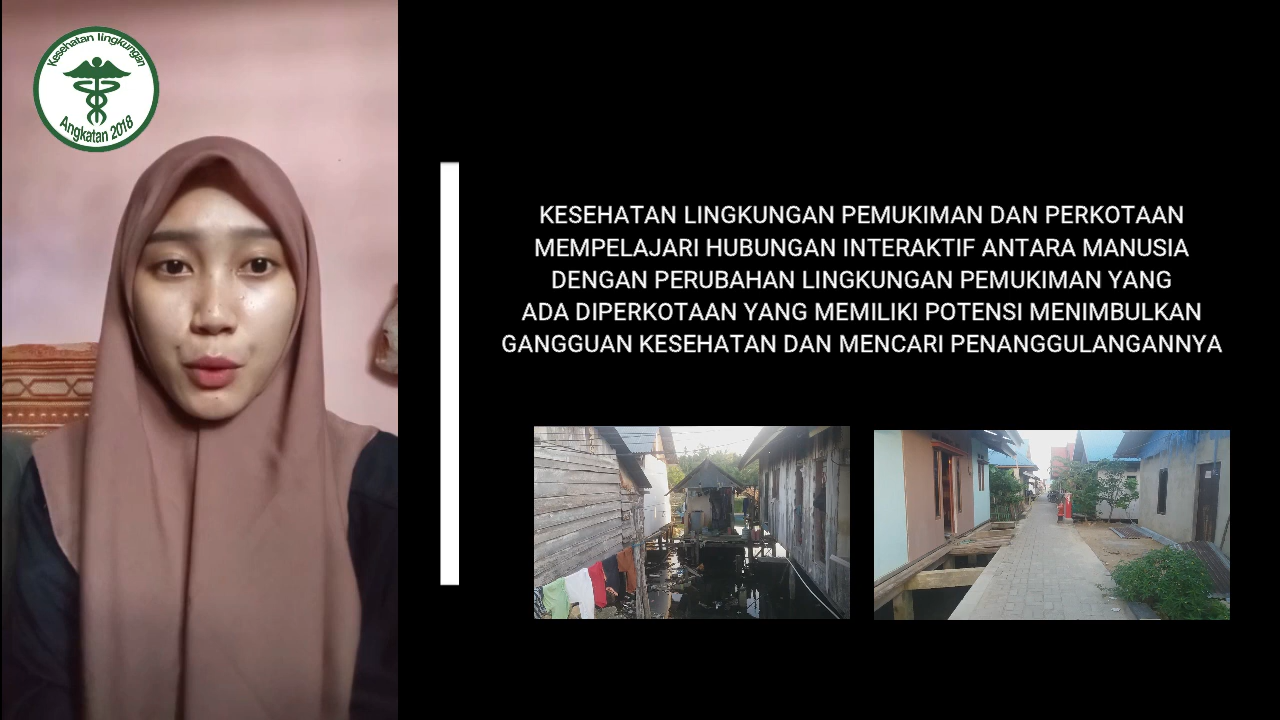 Kesehatan lingkungan
Angkatan 2018
KESEHATAN LINGKUNGAN PEMUKIMAN DAN PERKOTAAN
MEMPELAJARI HUBUNGAN INTERAKTIF ANTARA MANUSIA
DENGAN PERUBAHAN LINGKUNGAN PEMUKIMAN YANG
ADA DIPERKOTAAN YANG MEMILIKI POTENSI MENIMBULKAN
GANGGUAN KESEHATAN DAN MENCARI PENANGGULANGANNYA